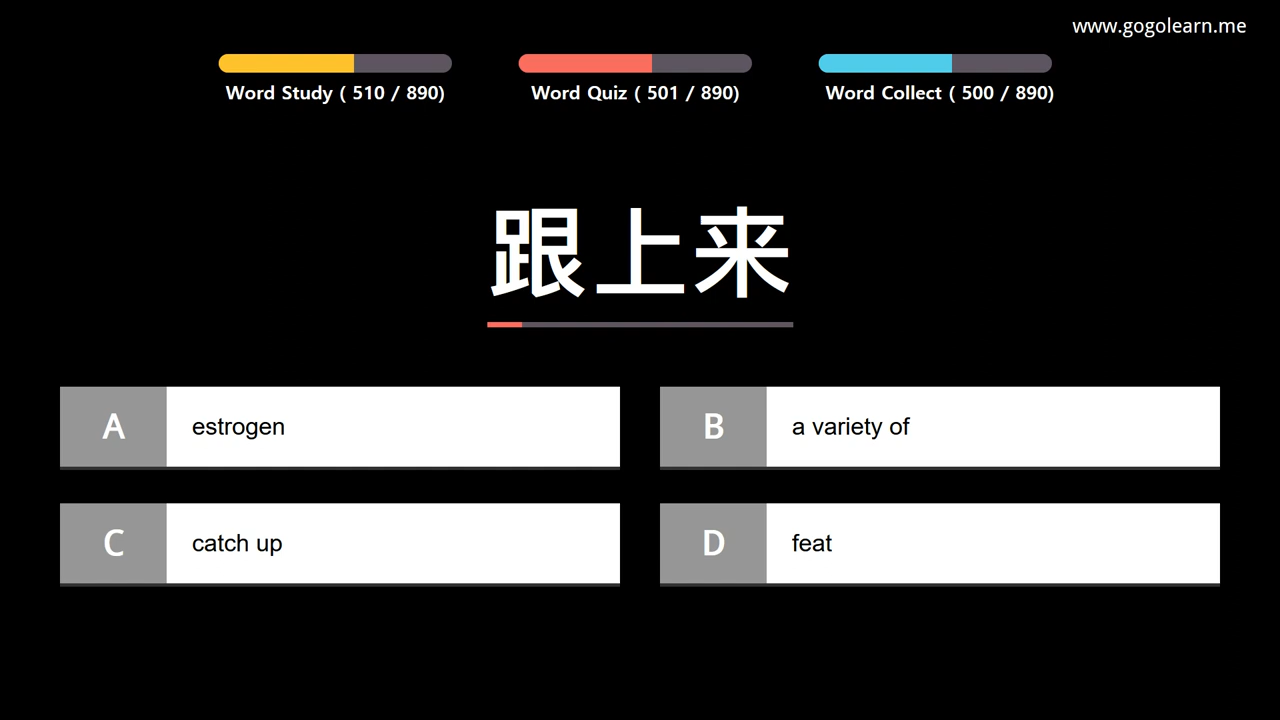 www.gogolearn.me
Word Study ( 510 / 890)
Word Quiz ( 501 / 890)
Word Collect ( 500 / 890)
跟上来
A estrogen
B a variety of
C catch up
D feat